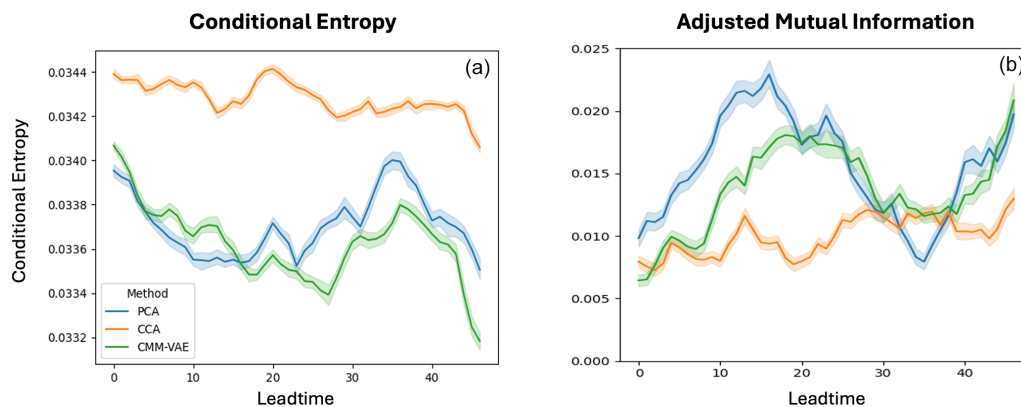 Conditional Entropy
Adjusted Mutual Information
(a)
Conditional Entropy
0.0344
0.0342
0.0340
0.0338
0.0336
0.0334
0.0332
Method
PCA
CCA
CMM-VAE
0 10 20 30 40
Leadtime
(b)
0.025
0.020
0.015
0.010
0.005
0.000
0 10 20 30 40
Leadtime